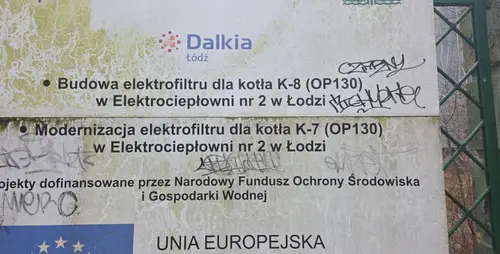 Dalkia
Łódź
• Budowa elektrofiltru dla kotła K-8 (OP130)
w Elektrociepłowni nr 2 w Łodzi
• Modernizacja elektrofiltru dla kotła K-7 (OP130)
w Elektrociepłowni nr 2 w Łodzi
ojekty dofinansowane przez Narodowy Fundusz Ochrony Środowiska
i Gospodarki Wodnej
UNIA EUROPEJSKA